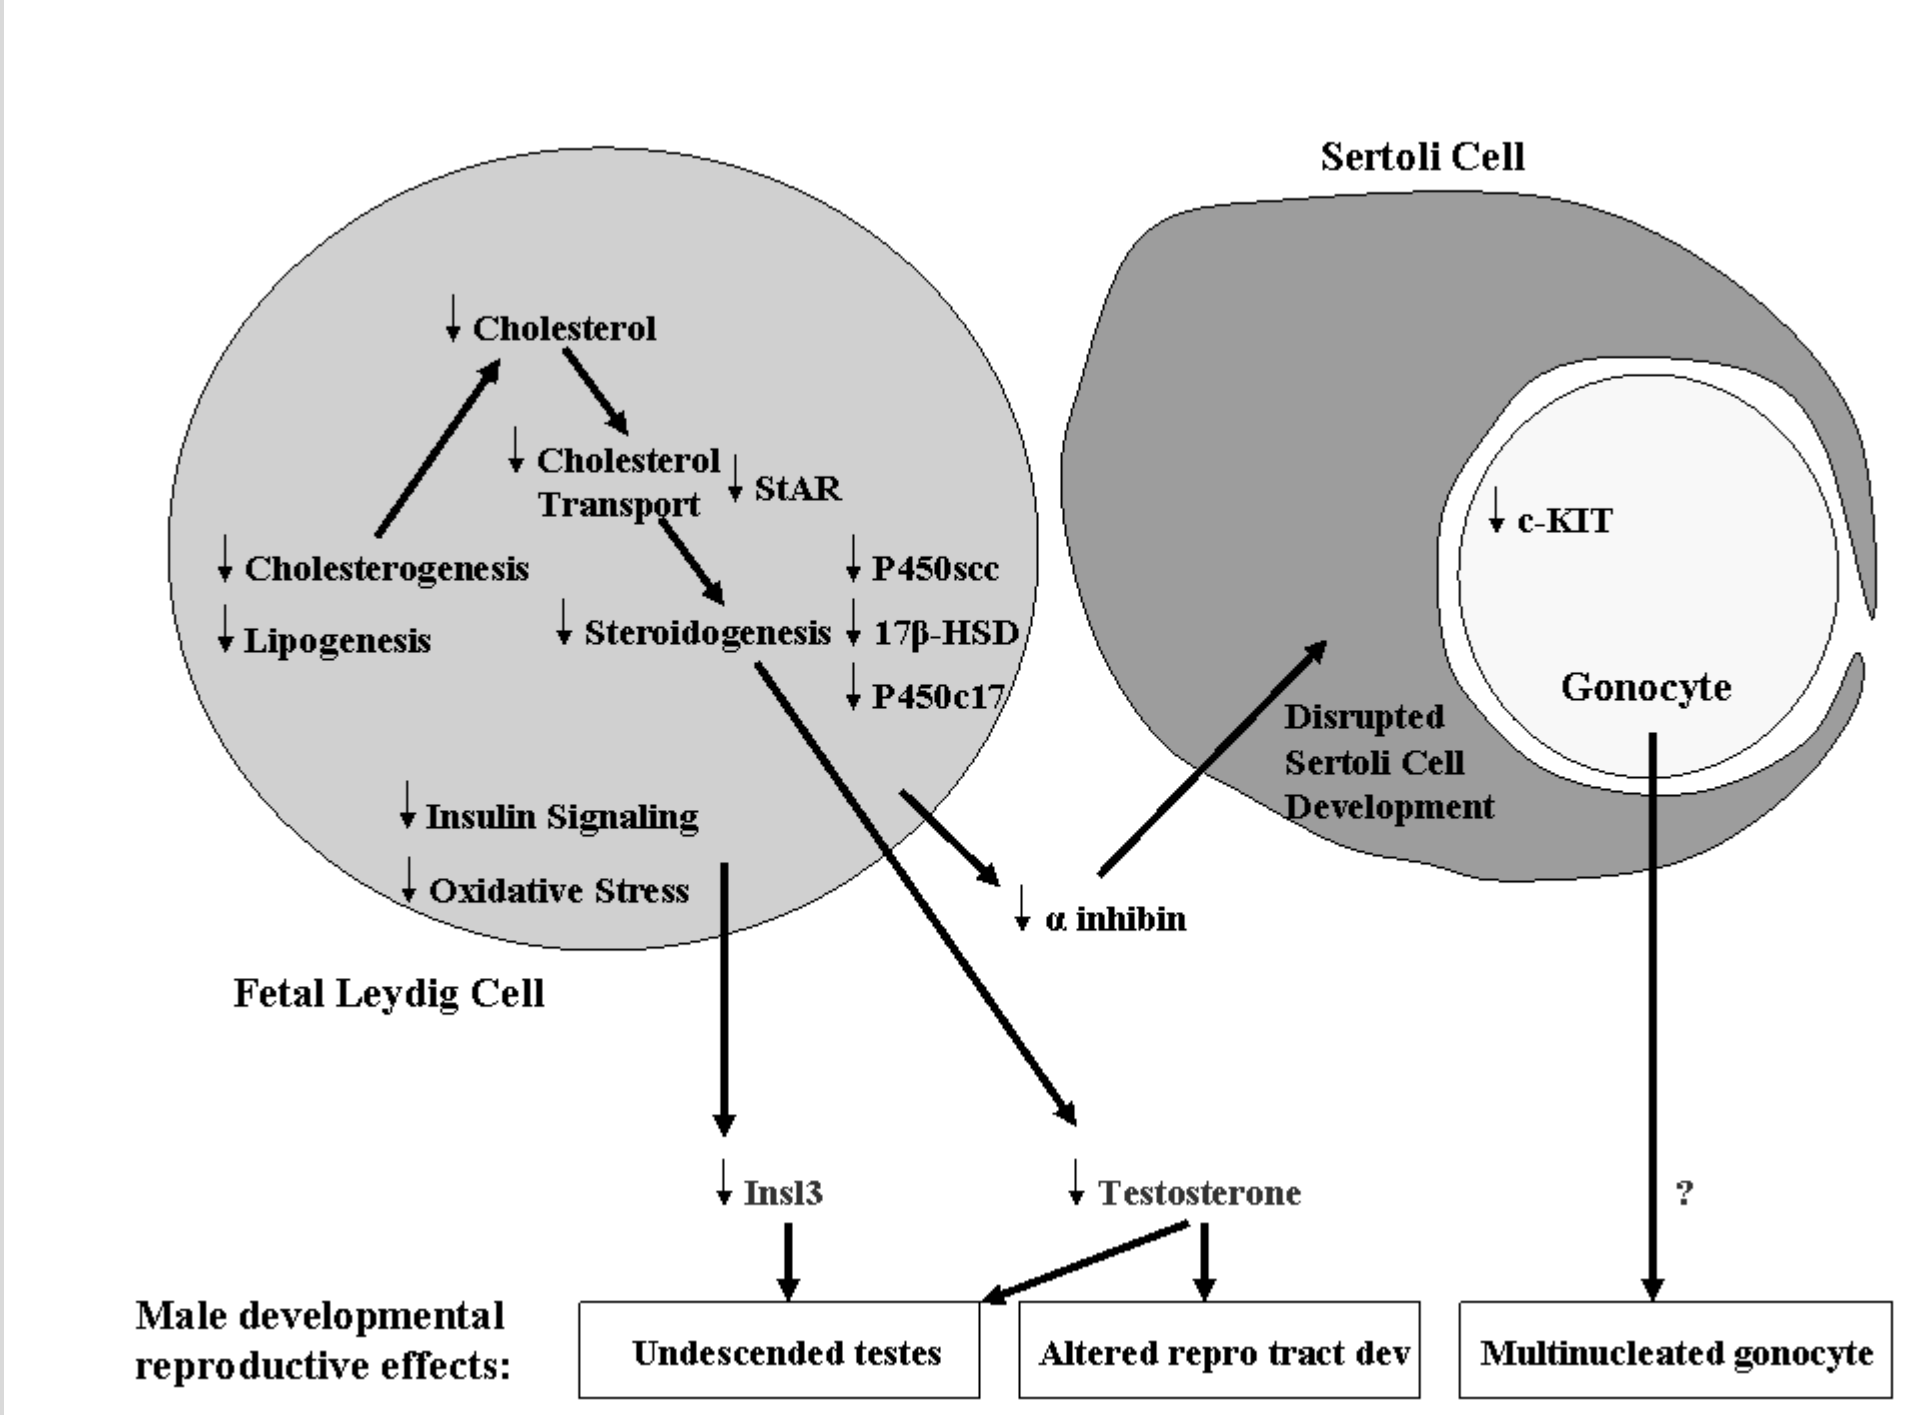 Sertoli Cell
↓ Cholesterol
↓ Cholesterol
Transport
↓ StAR
↓ c-KIT
↓ Cholesterogenesis
↓ P450scc
↓ Lipogenesis
↓ Steroidogenesis
↓ 17β-HSD
↓ P450c17
Gonocyte
Disrupted
Sertoli Cell
Development
↓ Insulin Signaling
↓ Oxidative Stress
↓ α inhibin
Fetal Leydig Cell
↓ Insl3
↓ Testosterone
?
Male developmental
reproductive effects:
Undescended testes
Altered repro tract dev
Multinucleated gonocyte